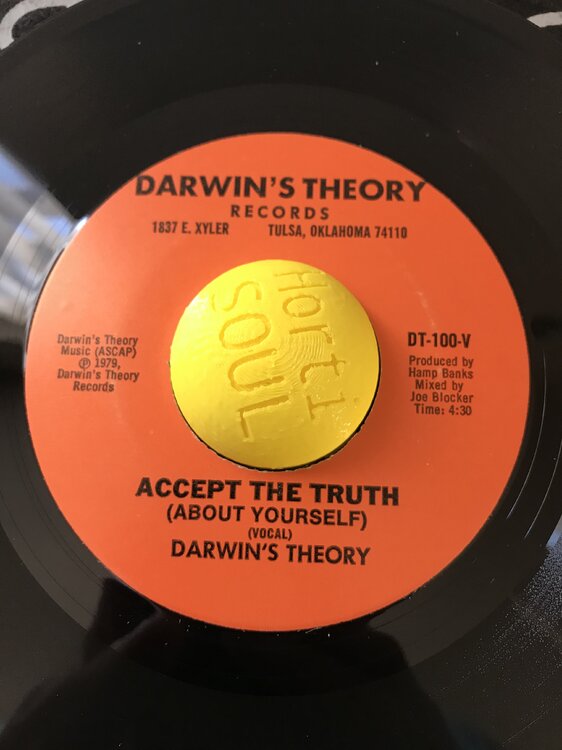 DARWIN'S THEORY
RECORDS
1837 E. XYLER TULSA, OKLAHOMA 74110
Horti
SOUL
Darwin's Theory
Music (ASCAP)
℗ 1979,
Darwin's Theory
Records
DT-100-V
Produced by
Hamp Banks
Mixed by
Joe Blocker
Time: 4:30
ACCEPT THE TRUTH
(ABOUT YOURSELF)
(VOCAL)
DARWIN'S THEORY